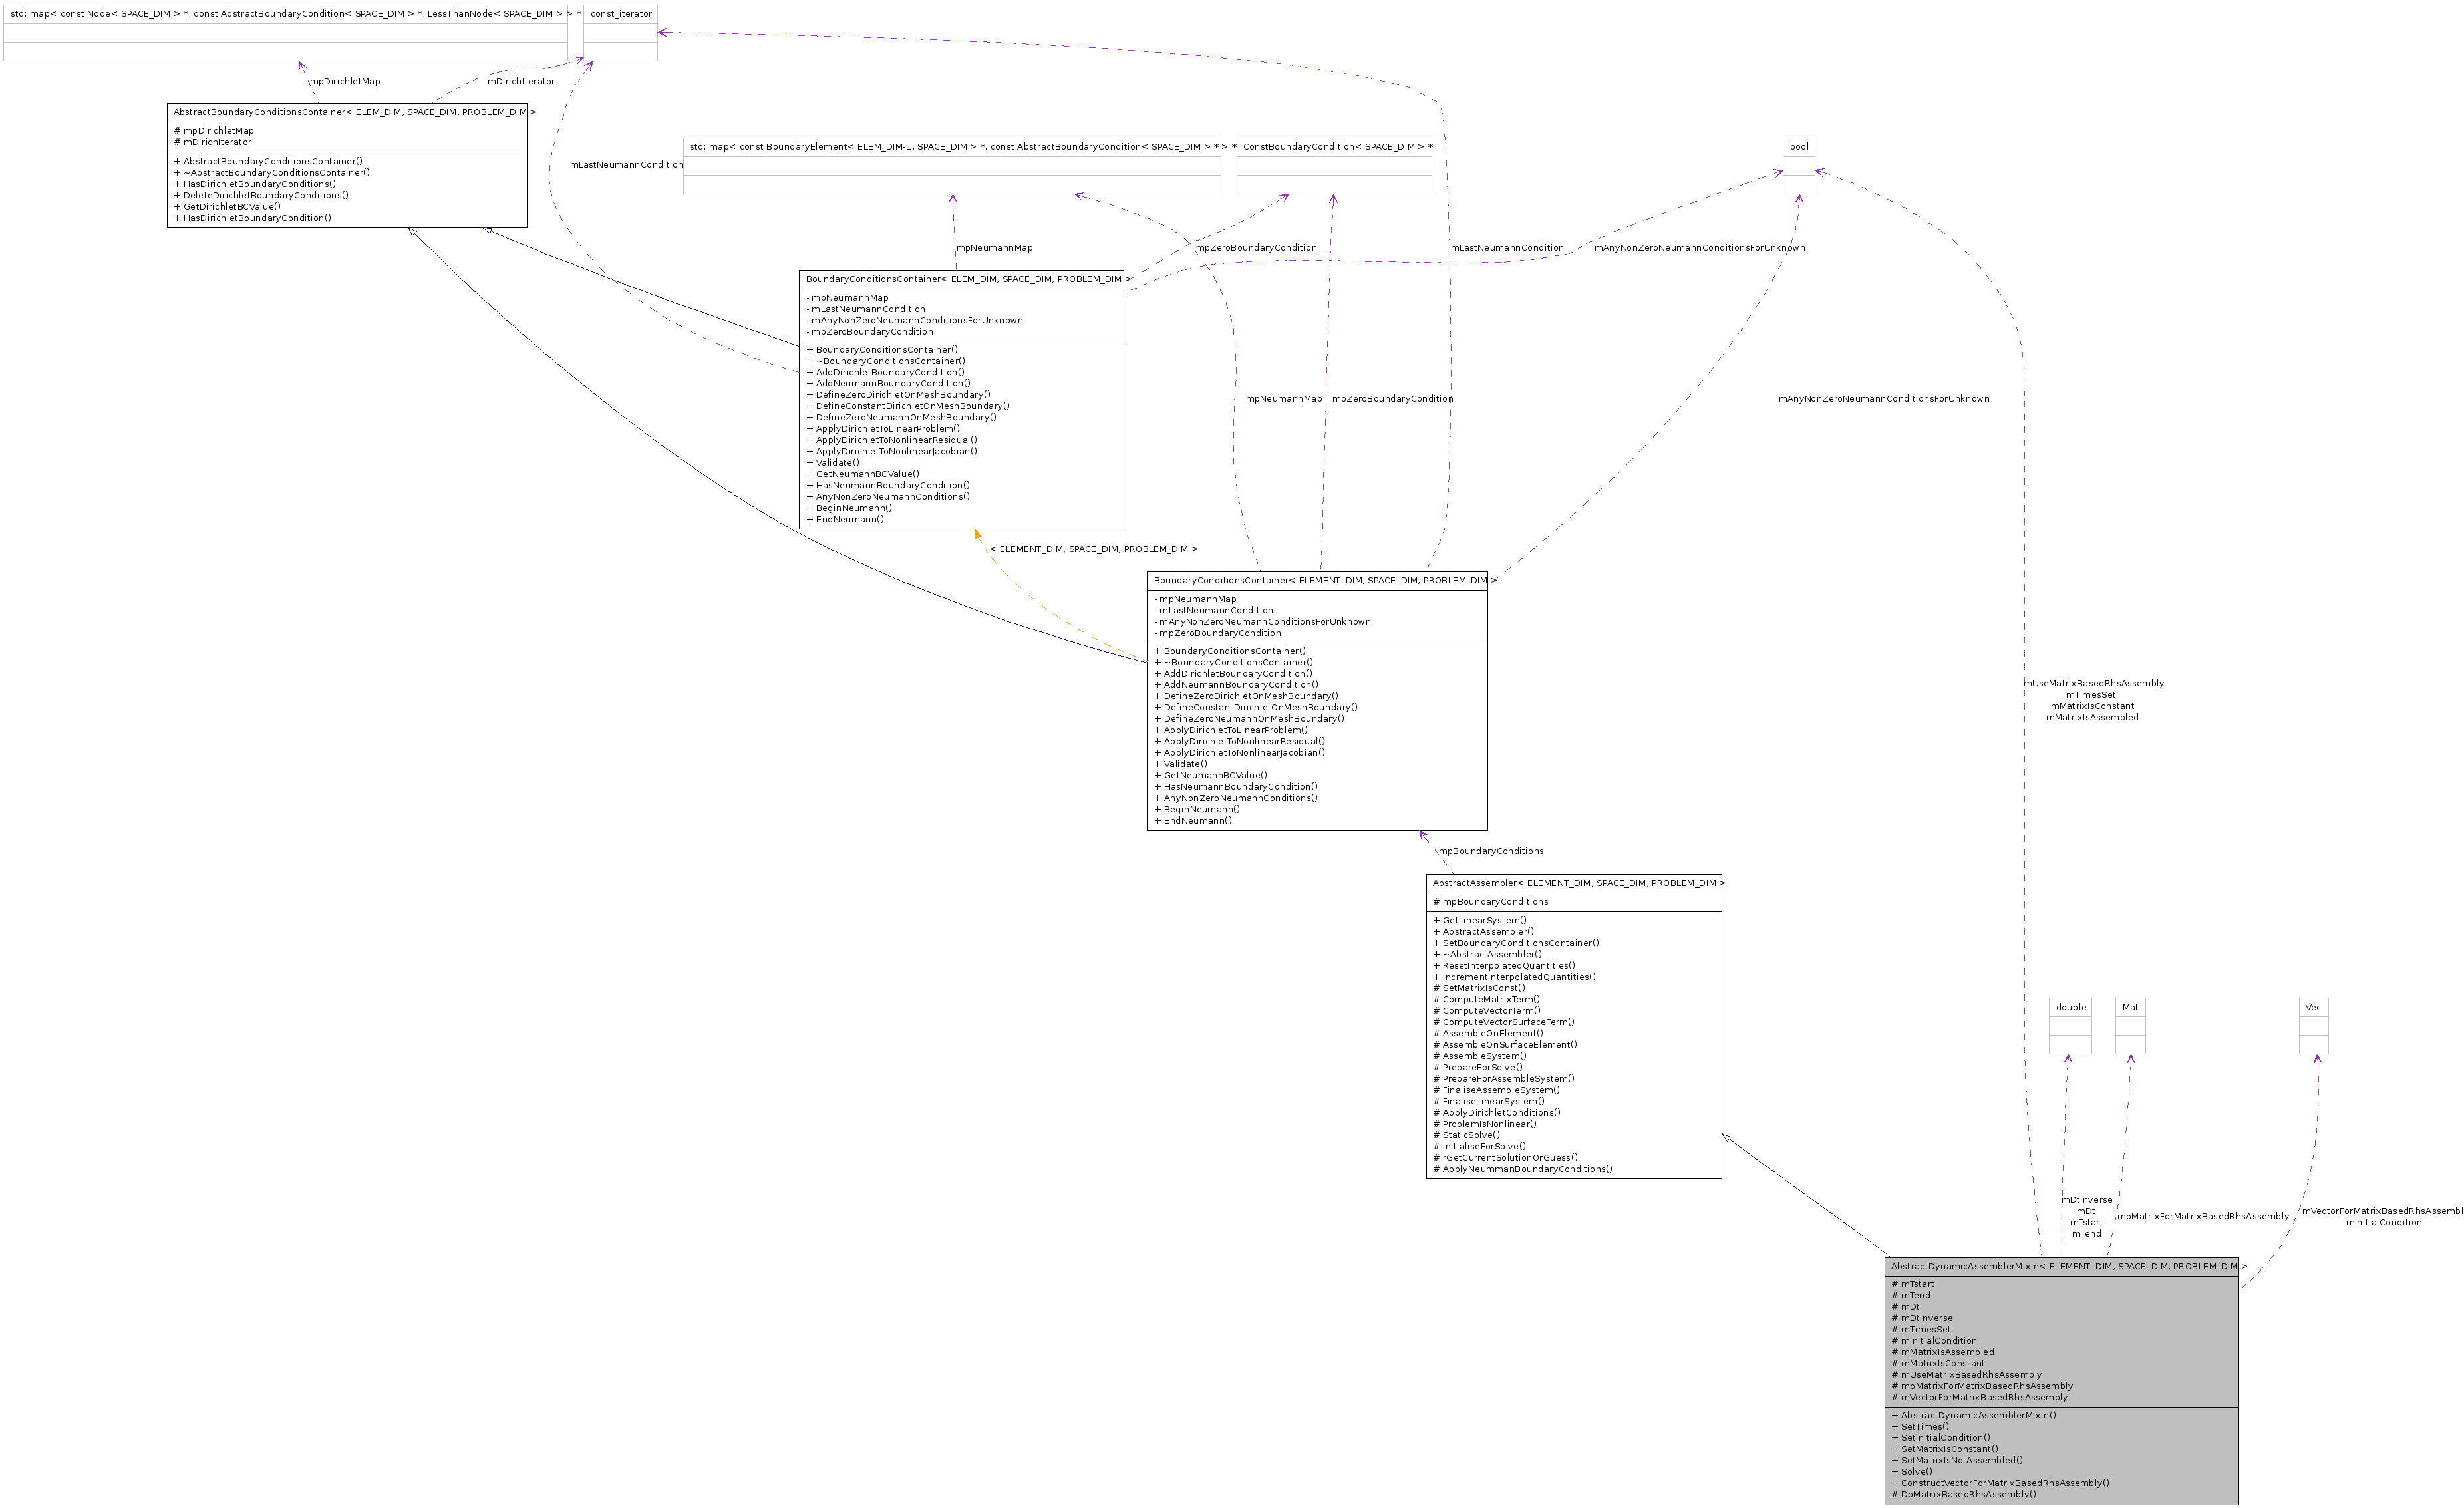 std::map< const Node< SPACE_DIM > *, const AbstractBoundaryCondition< SPACE_DIM > *, LessThanNode< SPACE_DIM > > *
const_iterator
mpDirichletMap
mDirichIterator
AbstractBoundaryConditionsContainer< ELEM_DIM, SPACE_DIM, PROBLEM_DIM >
# mpDirichletMap
# mDirichIterator
+ AbstractBoundaryConditionsContainer()
+ ~AbstractBoundaryConditionsContainer()
+ HasDirichletBoundaryConditions()
+ DeleteDirichletBoundaryConditions()
+ GetDirichletBCValue()
+ HasDirichletBoundaryCondition()
mLastNeumannCondition
std::map< const BoundaryElement< ELEM_DIM-1, SPACE_DIM > *, const AbstractBoundaryCondition< SPACE_DIM > * > *
ConstBoundaryCondition< SPACE_DIM > *
bool
mpNeumannMap
mpZeroBoundaryCondition
mLastNeumannCondition
mAnyNonZeroNeumannConditionsForUnknown
BoundaryConditionsContainer< ELEM_DIM, SPACE_DIM, PROBLEM_DIM >
- mpNeumannMap
- mLastNeumannCondition
- mAnyNonZeroNeumannConditionsForUnknown
- mpZeroBoundaryCondition
+ BoundaryConditionsContainer()
+ ~BoundaryConditionsContainer()
+ AddDirichletBoundaryCondition()
+ AddNeumannBoundaryCondition()
+ DefineZeroDirichletOnMeshBoundary()
+ DefineConstantDirichletOnMeshBoundary()
+ DefineZeroNeumannOnMeshBoundary()
+ ApplyDirichletToLinearProblem()
+ ApplyDirichletToNonlinearResidual()
+ ApplyDirichletToNonlinearJacobian()
+ Validate()
+ GetNeumannBCValue()
+ HasNeumannBoundaryCondition()
+ AnyNonZeroNeumannConditions()
+ BeginNeumann()
+ EndNeumann()
mpNeumannMap
mpZeroBoundaryCondition
mAnyNonZeroNeumannConditionsForUnknown
< ELEMENT_DIM, SPACE_DIM, PROBLEM_DIM >
BoundaryConditionsContainer< ELEMENT_DIM, SPACE_DIM, PROBLEM_DIM >
- mpNeumannMap
- mLastNeumannCondition
- mAnyNonZeroNeumannConditionsForUnknown
- mpZeroBoundaryCondition
+ BoundaryConditionsContainer()
+ ~BoundaryConditionsContainer()
+ AddDirichletBoundaryCondition()
+ AddNeumannBoundaryCondition()
+ DefineZeroDirichletOnMeshBoundary()
+ DefineConstantDirichletOnMeshBoundary()
+ DefineZeroNeumannOnMeshBoundary()
+ ApplyDirichletToLinearProblem()
+ ApplyDirichletToNonlinearResidual()
+ ApplyDirichletToNonlinearJacobian()
+ Validate()
+ GetNeumannBCValue()
+ HasNeumannBoundaryCondition()
+ AnyNonZeroNeumannConditions()
+ BeginNeumann()
+ EndNeumann()
mUseMatrixBasedRhsAssembly
mTimesSet
mMatrixIsConstant
mMatrixIsAssembled
mpBoundaryConditions
AbstractAssembler< ELEMENT_DIM, SPACE_DIM, PROBLEM_DIM >
# mpBoundaryConditions
+ GetLinearSystem()
+ AbstractAssembler()
+ SetBoundaryConditionsContainer()
+ ~AbstractAssembler()
+ ResetInterpolatedQuantities()
+ IncrementInterpolatedQuantities()
# SetMatrixIsConst()
# ComputeMatrixTerm()
# ComputeVectorTerm()
# ComputeVectorSurfaceTerm()
# AssembleOnElement()
# AssembleOnSurfaceElement()
# AssembleSystem()
# PrepareForSolve()
# PrepareForAssembleSystem()
# FinaliseAssembleSystem()
# FinaliseLinearSystem()
# ApplyDirichletConditions()
# ProblemIsNonlinear()
# StaticSolve()
# InitialiseForSolve()
# rGetCurrentSolutionOrGuess()
# ApplyNeummanBoundaryConditions()
double
Mat
Vec
mDtInverse
mDt
mTstart
mTend
mpMatrixForMatrixBasedRhsAssembly
mVectorForMatrixBasedRhsAssembl
mInitialCondition
AbstractDynamicAssemblerMixin< ELEMENT_DIM, SPACE_DIM, PROBLEM_DIM >
# mTstart
# mTend
# mDt
# mDtInverse
# mTimesSet
# mInitialCondition
# mMatrixIsAssembled
# mMatrixIsConstant
# mUseMatrixBasedRhsAssembly
# mpMatrixForMatrixBasedRhsAssembly
# mVectorForMatrixBasedRhsAssembly
+ AbstractDynamicAssemblerMixin()
+ SetTimes()
+ SetInitialCondition()
+ SetMatrixIsConstant()
+ SetMatrixIsNotAssembled()
+ Solve()
+ ConstructVectorForMatrixBasedRhsAssembly()
# DoMatrixBasedRhsAssembly()